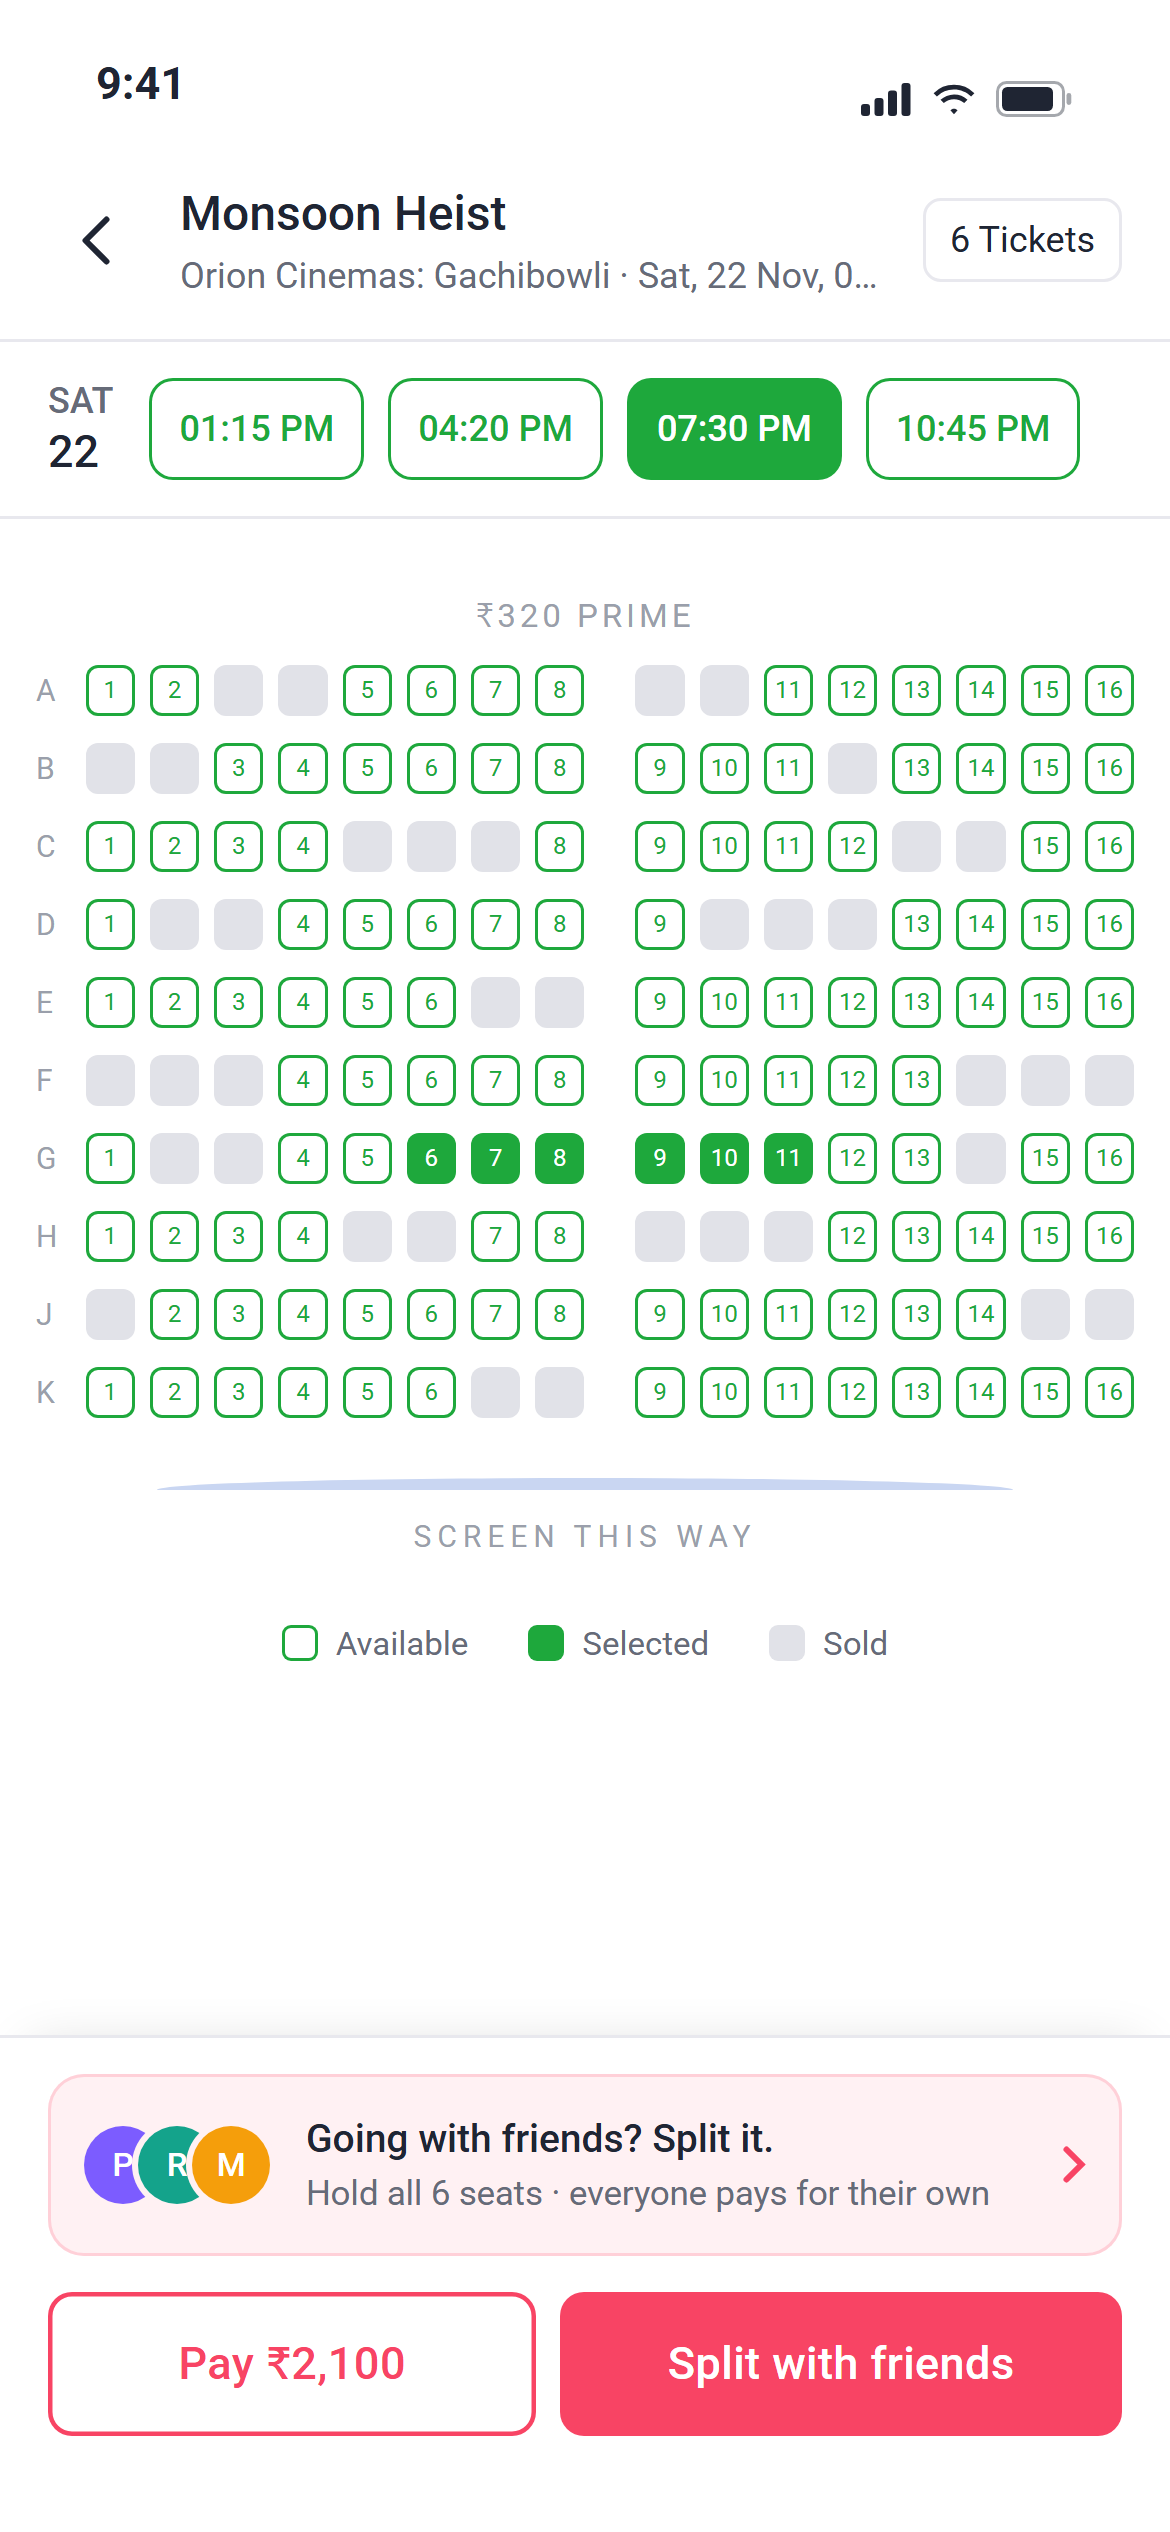 9:41
Monsoon Heist
Orion Cinemas: Gachibowli · Sat, 22 Nov, 0...
6 Tickets
SAT
22
01:15 PM 04:20 PM 07:30 PM 10:45 PM
₹320 PRIME
A 1 2 5 6 7 8 11 12 13 14 15 16
B 3 4 5 6 7 8 9 10 11 13 14 15 16
C 1 2 3 4 8 9 10 11 12 15 16
D 1 4 5 6 7 8 9 13 14 15 16
E 1 2 3 4 5 6 9 10 11 12 13 14 15 16
F 4 5 6 7 8 9 10 11 12 13
G 1 4 5 6 7 8 9 10 11 12 13 15 16
H 1 2 3 4 7 8 12 13 14 15 16
J 2 3 4 5 6 7 8 9 10 11 12 13 14
K 1 2 3 4 5 6 9 10 11 12 13 14 15 16
SCREEN THIS WAY
Available Selected Sold
P R M
Going with friends? Split it.
Hold all 6 seats · everyone pays for their own
Pay ₹2,100
Split with friends